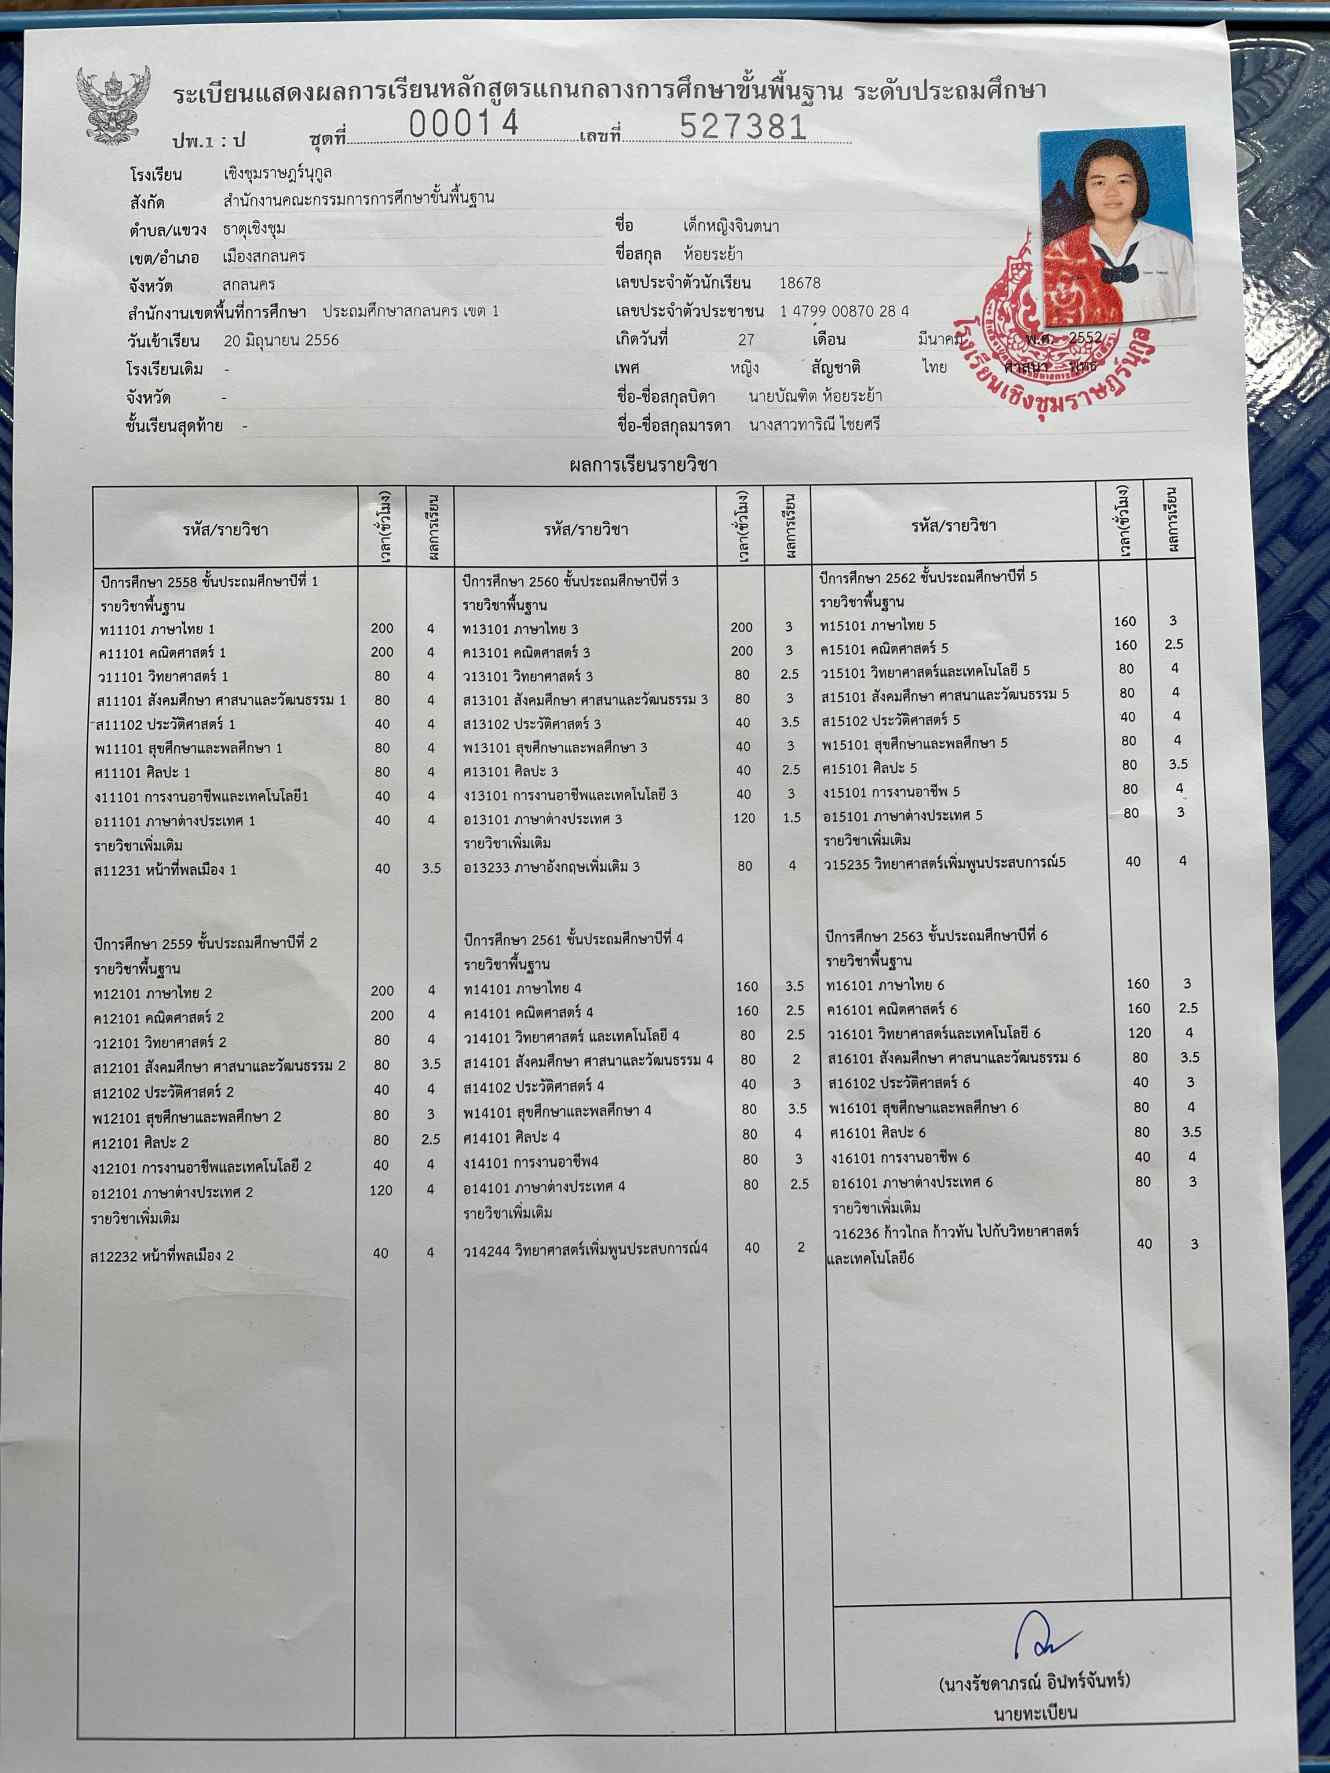 ระเบียนแสดงผลการเรียนหลักสูตรแกนกลางการศึกษาขั้นพื้นฐาน ระดับประถมศึกษา
ปพ.1 : ป ชุดที่ 00014 เลขที่ 527381
โรงเรียน เชิงชุมราษฎร์นุกูล
สังกัด สำนักงานคณะกรรมการการศึกษาขั้นพื้นฐาน
ตำบล/แขวง ธาตุเชิงชุม
เขต/อำเภอ เมืองสกลนคร
จังหวัด สกลนคร
สำนักงานเขตพื้นที่การศึกษา ประถมศึกษาสกลนคร เขต 1
วันเข้าเรียน 20 มิถุนายน 2556
โรงเรียนเดิม -
จังหวัด -
ชั้นเรียนสุดท้าย -
ชื่อ เด็กหญิงจินตนา
ชื่อสกุล ห้อยระย้า
เลขประจำตัวนักเรียน 18678
เลขประจำตัวประชาชน 1 4799 00870 28 4
เกิดวันที่ 27 เดือน มีนาคม พ.ศ. 2552
เพศ หญิง สัญชาติ ไทย ศาสนา พุทธ
ชื่อ-ชื่อสกุลบิดา นายบัณฑิต ห้อยระย้า
ชื่อ-ชื่อสกุลมารดา นางสาวทาริณี ไชยศรี
โรงเรียนเชิงชุมราษฎร์นุกูล
ผลการเรียนรายวิชา
รหัส/รายวิชา เวลา(ชั่วโมง) ผลการเรียน
ปีการศึกษา 2558 ชั้นประถมศึกษาปีที่ 1
รายวิชาพื้นฐาน
ท11101 ภาษาไทย 1 200 4
ค11101 คณิตศาสตร์ 1 200 4
ว11101 วิทยาศาสตร์ 1 80 4
ส11101 สังคมศึกษา ศาสนาและวัฒนธรรม 1 80 4
ส11102 ประวัติศาสตร์ 1 40 4
พ11101 สุขศึกษาและพลศึกษา 1 80 4
ศ11101 ศิลปะ 1 80 4
ง11101 การงานอาชีพและเทคโนโลยี1 40 4
อ11101 ภาษาต่างประเทศ 1 40 4
รายวิชาเพิ่มเติม
ส11231 หน้าที่พลเมือง 1 40 3.5
ปีการศึกษา 2559 ชั้นประถมศึกษาปีที่ 2
รายวิชาพื้นฐาน
ท12101 ภาษาไทย 2 200 4
ค12101 คณิตศาสตร์ 2 200 4
ว12101 วิทยาศาสตร์ 2 80 4
ส12101 สังคมศึกษา ศาสนาและวัฒนธรรม 2 80 3.5
ส12102 ประวัติศาสตร์ 2 40 4
พ12101 สุขศึกษาและพลศึกษา 2 80 3
ศ12101 ศิลปะ 2 80 2.5
ง12101 การงานอาชีพและเทคโนโลยี 2 40 4
อ12101 ภาษาต่างประเทศ 2 120 4
รายวิชาเพิ่มเติม
ส12232 หน้าที่พลเมือง 2 40 4
รหัส/รายวิชา เวลา(ชั่วโมง) ผลการเรียน
ปีการศึกษา 2560 ชั้นประถมศึกษาปีที่ 3
รายวิชาพื้นฐาน
ท13101 ภาษาไทย 3 200 3
ค13101 คณิตศาสตร์ 3 200 3
ว13101 วิทยาศาสตร์ 3 80 2.5
ส13101 สังคมศึกษา ศาสนาและวัฒนธรรม 3 80 3
ส13102 ประวัติศาสตร์ 3 40 3.5
พ13101 สุขศึกษาและพลศึกษา 3 40 3
ศ13101 ศิลปะ 3 40 2.5
ง13101 การงานอาชีพและเทคโนโลยี 3 40 3
อ13101 ภาษาต่างประเทศ 3 120 1.5
รายวิชาเพิ่มเติม
อ13233 ภาษาอังกฤษเพิ่มเติม 3 80 4
ปีการศึกษา 2561 ชั้นประถมศึกษาปีที่ 4
รายวิชาพื้นฐาน
ท14101 ภาษาไทย 4 160 3.5
ค14101 คณิตศาสตร์ 4 160 2.5
ว14101 วิทยาศาสตร์ และเทคโนโลยี 4 80 2.5
ส14101 สังคมศึกษา ศาสนาและวัฒนธรรม 4 80 2
ส14102 ประวัติศาสตร์ 4 40 3
พ14101 สุขศึกษาและพลศึกษา 4 80 3.5
ศ14101 ศิลปะ 4 80 4
ง14101 การงานอาชีพ4 80 3
อ14101 ภาษาต่างประเทศ 4 80 2.5
รายวิชาเพิ่มเติม
ว14244 วิทยาศาสตร์เพิ่มพูนประสบการณ์4 40 2
รหัส/รายวิชา เวลา(ชั่วโมง) ผลการเรียน
ปีการศึกษา 2562 ชั้นประถมศึกษาปีที่ 5
รายวิชาพื้นฐาน
ท15101 ภาษาไทย 5 160 3
ค15101 คณิตศาสตร์ 5 160 2.5
ว15101 วิทยาศาสตร์และเทคโนโลยี 5 80 4
ส15101 สังคมศึกษา ศาสนาและวัฒนธรรม 5 80 4
ส15102 ประวัติศาสตร์ 5 40 4
พ15101 สุขศึกษาและพลศึกษา 5 80 4
ศ15101 ศิลปะ 5 80 3.5
ง15101 การงานอาชีพ 5 80 4
อ15101 ภาษาต่างประเทศ 5 80 3
รายวิชาเพิ่มเติม
ว15235 วิทยาศาสตร์เพิ่มพูนประสบการณ์5 40 4
ปีการศึกษา 2563 ชั้นประถมศึกษาปีที่ 6
รายวิชาพื้นฐาน
ท16101 ภาษาไทย 6 160 3
ค16101 คณิตศาสตร์ 6 160 2.5
ว16101 วิทยาศาสตร์และเทคโนโลยี 6 120 4
ส16101 สังคมศึกษา ศาสนาและวัฒนธรรม 6 80 3.5
ส16102 ประวัติศาสตร์ 6 40 3
พ16101 สุขศึกษาและพลศึกษา 6 80 4
ศ16101 ศิลปะ 6 80 3.5
ง16101 การงานอาชีพ 6 40 4
อ16101 ภาษาต่างประเทศ 6 80 3
รายวิชาเพิ่มเติม
ว16236 ก้าวไกล ก้าวทัน ไปกับวิทยาศาสตร์
และเทคโนโลยี6 40 3
(นางรัชดาภรณ์ อินทร์จันทร์)
นายทะเบียน